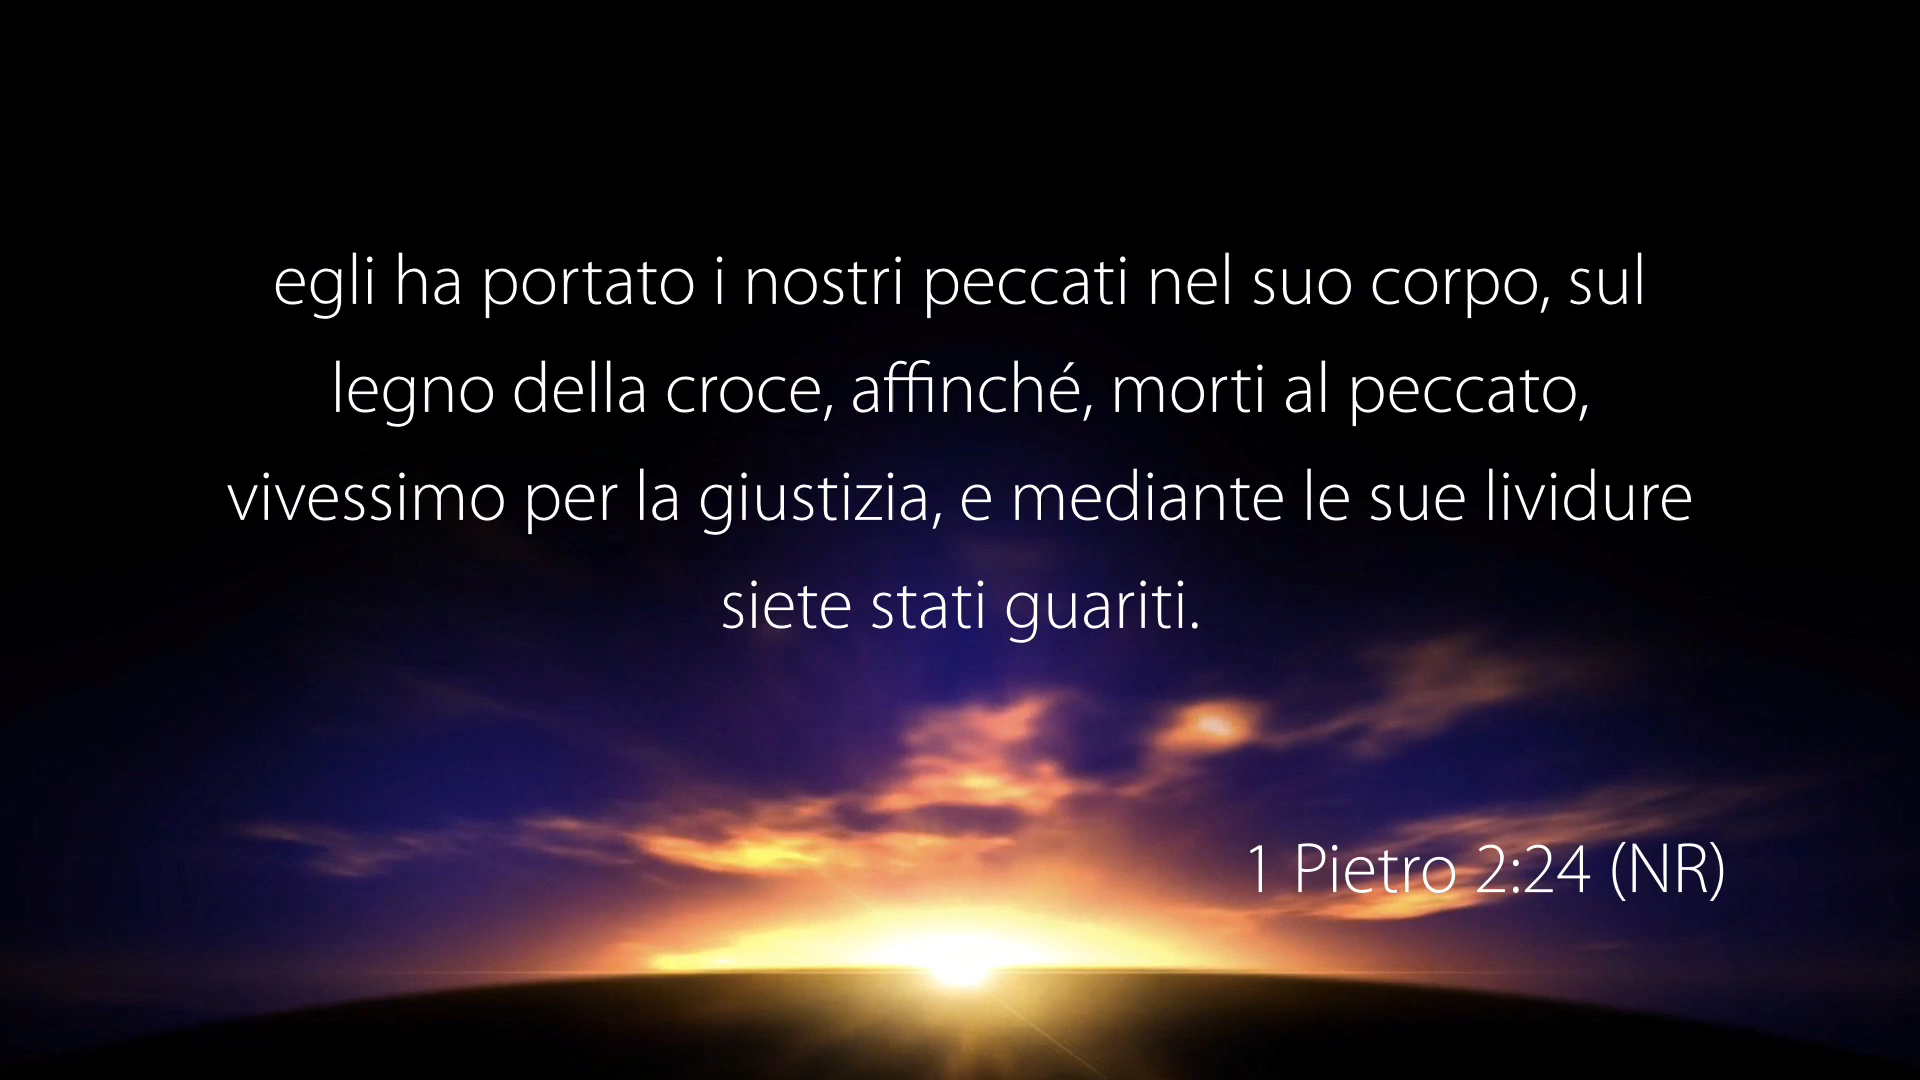 egli ha portato i nostri peccati nel suo corpo, sul
legno della croce, affinché, morti al peccato,
vivessimo per la giustizia, e mediante le sue lividure
siete stati guariti.
1 Pietro 2:24 (NR)